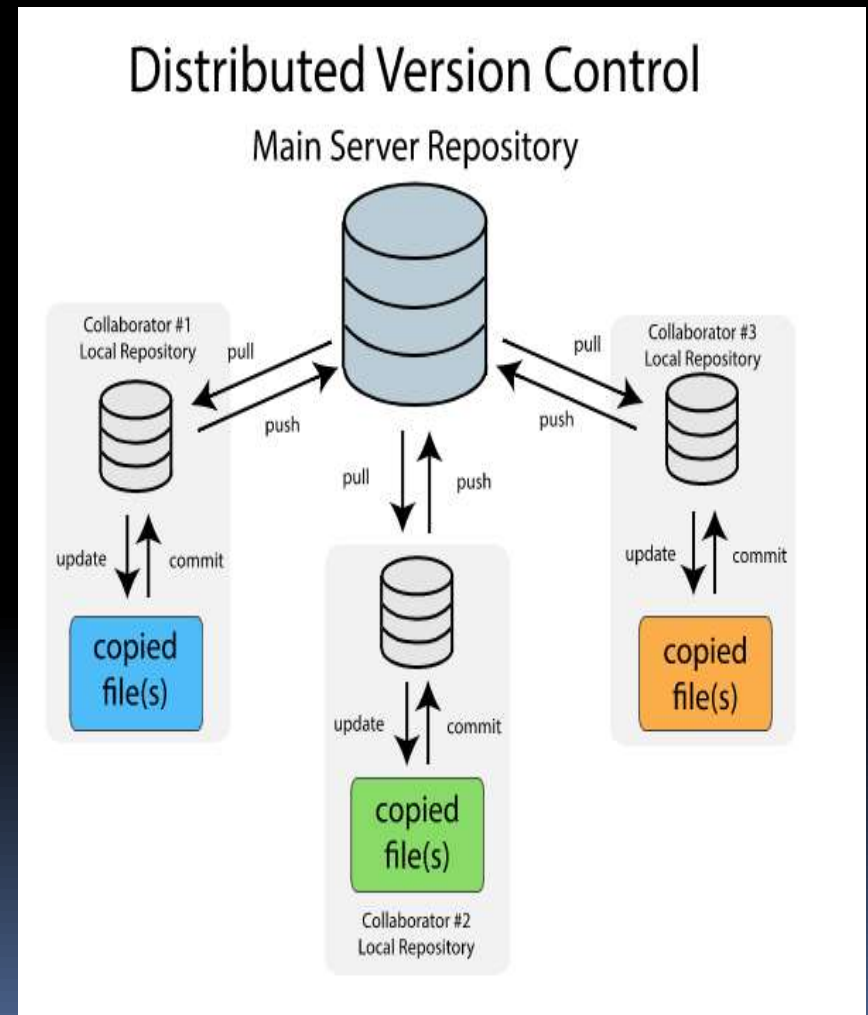 Distributed Version Control
Main Server Repository
Collaborator #1
Local Repository
pull
push
update
commit
copied
file(s)
pull
push
update
commit
copied
file(s)
Collaborator #2
Local Repository
Collaborator #3
Local Repository
pull
push
update
commit
copied
file(s)